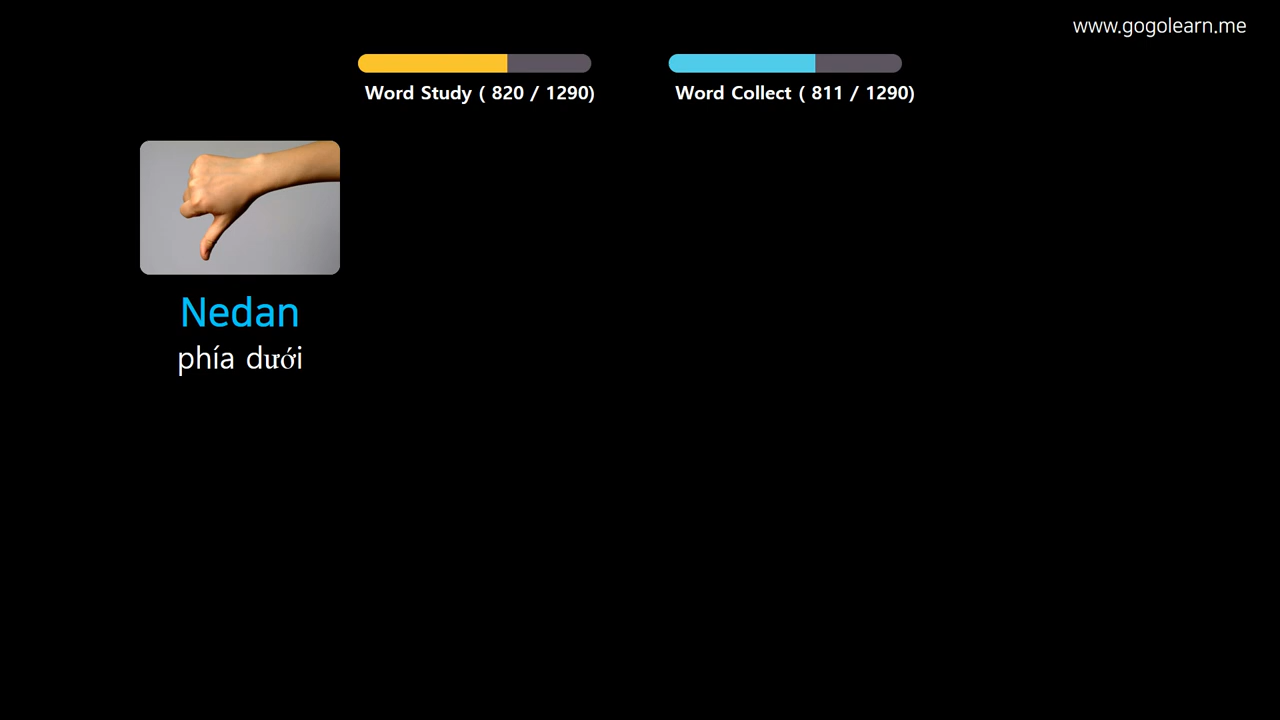 www.gogolearn.me
Word Study ( 820 / 1290)
Word Collect ( 811 / 1290)
Nedan
phía dưới